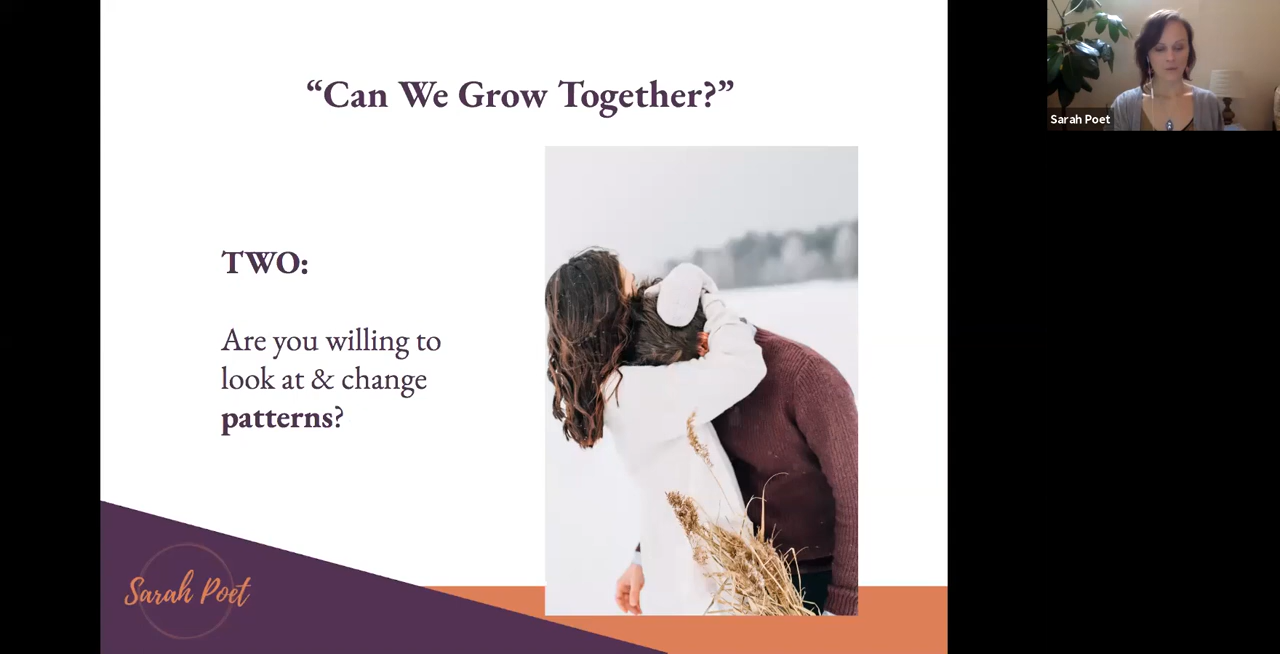 “Can We Grow Together?”
Sarah Poet
TWO:
Are you willing to
look at & change
patterns?
Sarah Poet